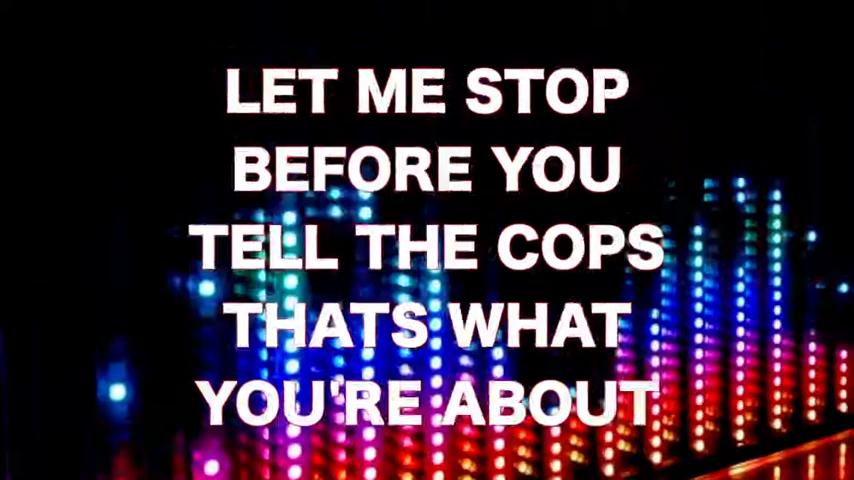 LET ME STOP
BEFORE YOU
TELL THE COPS
THATS WHAT
YOU'RE ABOUT